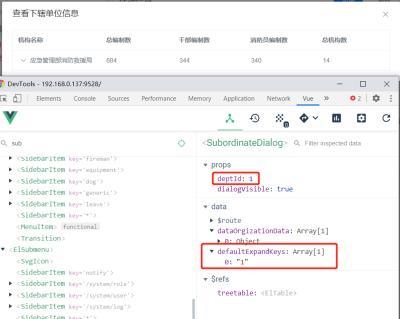 查看下辖单位信息
机构名称 总编制数 干部编制数 消防员编制数 总机构数
应急管理部消防救援局 684 344 340 14
DevTools - 192.168.0.137:9528/
Elements Console Sources Performance Memory Application Network Vue » 2
sub
<SubordinateDialog> Filter inspected data
<SidebarItem key='fireman'>
<SidebarItem key='equipment'>
<SidebarItem key='dog'>
<SidebarItem key='generic'>
<SidebarItem key='leave'>
<SidebarItem '*'>
<MenuItem> functional
<Transition>
<ElSubmenu>
<SvgIcon>
<SidebarItem key='notify'>
<SidebarItem key='/system/role'>
<SidebarItem key='/system/user'>
<SidebarItem key='/system/log'>
<SidebarItem key='*'>
props
deptId: 1
dialogVisible: true
data
$route
dataOrgizationData: Array[1]
0: Object
defaultExpandKeys: Array[1]
0: "1"
$refs
treetable: <ElTable>